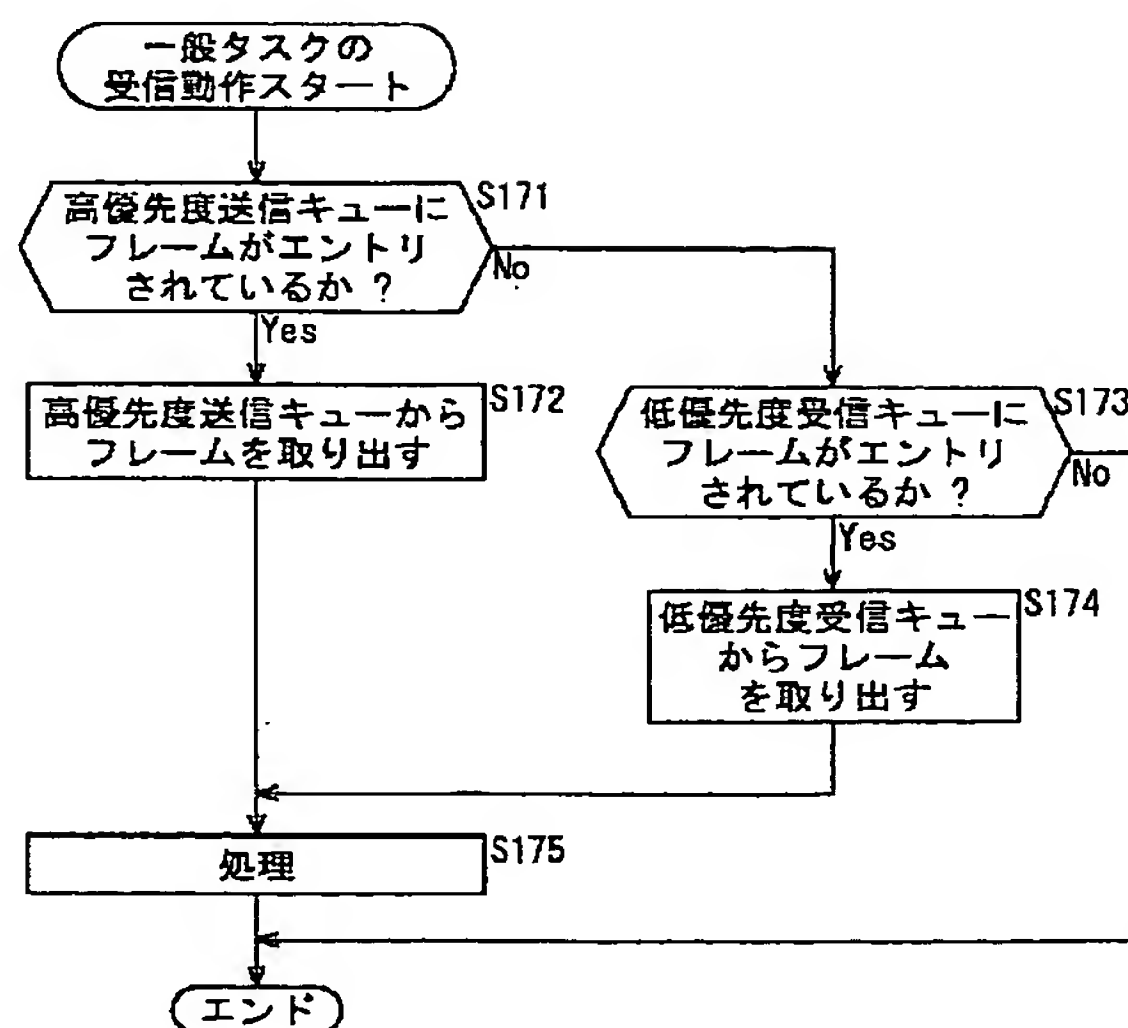 一般タスクの
受信動作スタート
高優先度送信キューに
フレームがエントリ
されているか？
S171
No
Yes
高優先度送信キューから
フレームを取り出す
S172
低優先度受信キューに
フレームがエントリ
されているか？
S173
No
Yes
低優先度受信キュー
からフレーム
を取り出す
S174
処理
S175
エンド